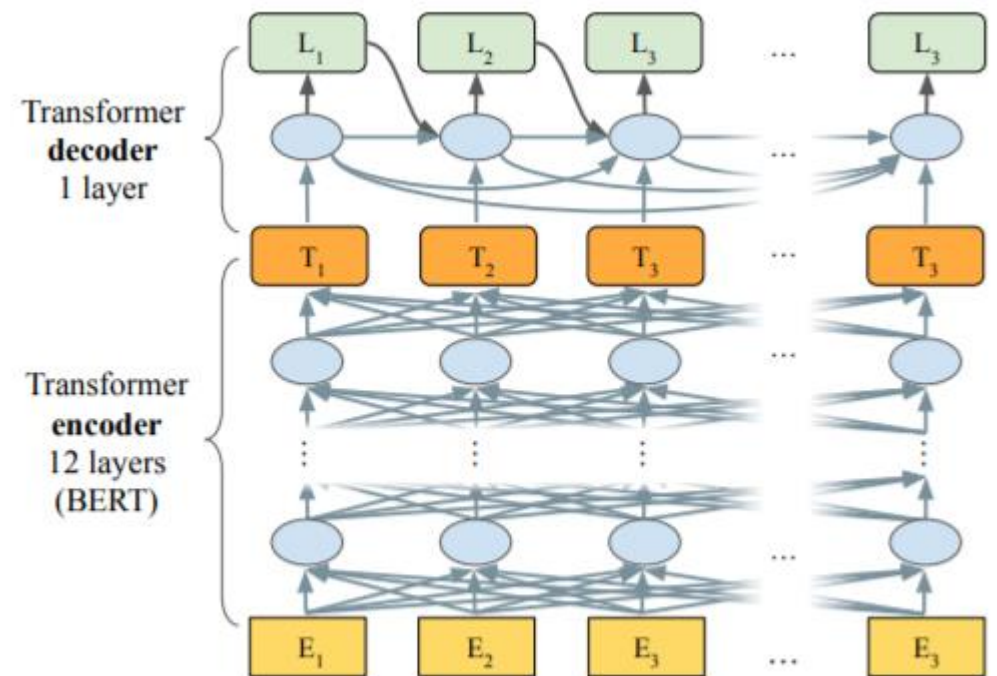 L1 L2 L3 ... L3
Transformer
decoder
1 layer
...
T1 T2 T3 ... T3
...
Transformer
encoder
12 layers
(BERT)
⋮ ⋮ ⋮ ... ⋮
...
E1 E2 E3 ... E3